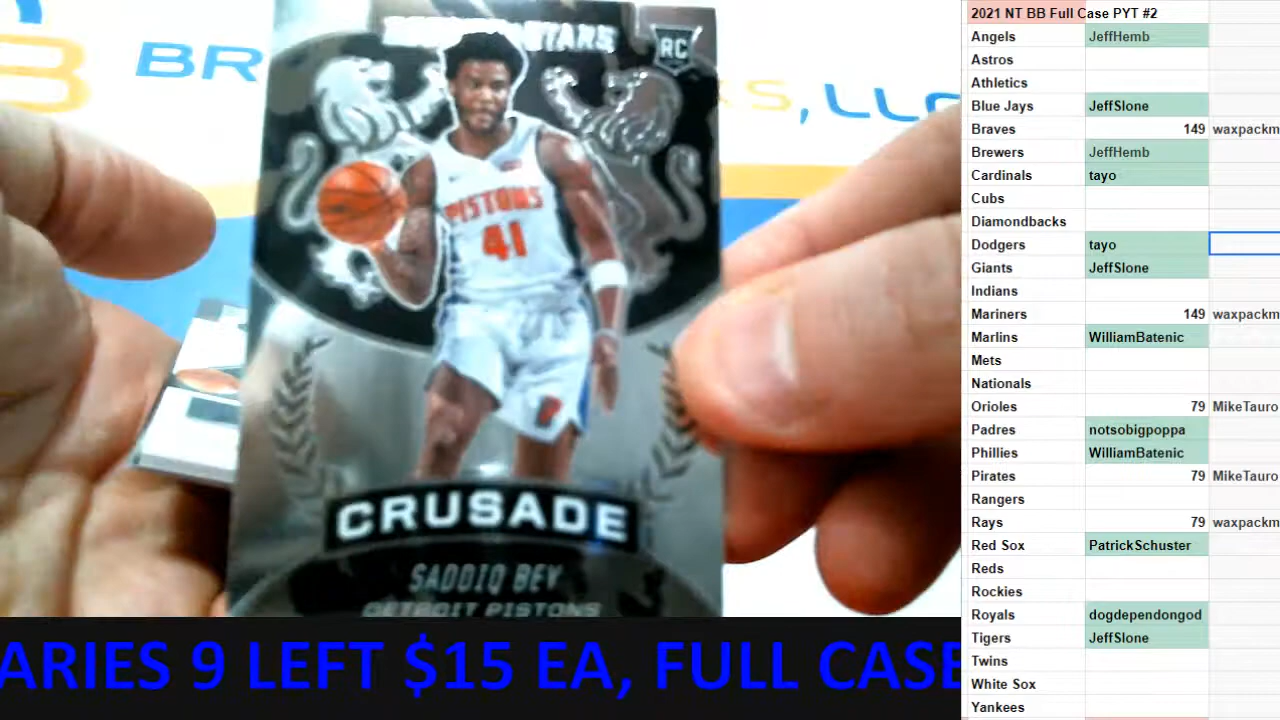 BR
S, LLC
STARS
RC
PISTONS
41
CRUSADE
SADDIQ BEY
DETROIT PISTONS
ARIES 9 LEFT $15 EA, FULL CASE
2021 NT BB Full Case PYT #2
Angels JeffHemb
Astros
Athletics
Blue Jays JeffSlone
Braves 149 waxpackm
Brewers JeffHemb
Cardinals tayo
Cubs
Diamondbacks
Dodgers tayo
Giants JeffSlone
Indians
Mariners 149 waxpackm
Marlins WilliamBatenic
Mets
Nationals
Orioles 79 MikeTauro
Padres notsobigpoppa
Phillies WilliamBatenic
Pirates 79 MikeTauro
Rangers
Rays 79 waxpackm
Red Sox PatrickSchuster
Reds
Rockies
Royals dogdependongod
Tigers JeffSlone
Twins
White Sox
Yankees